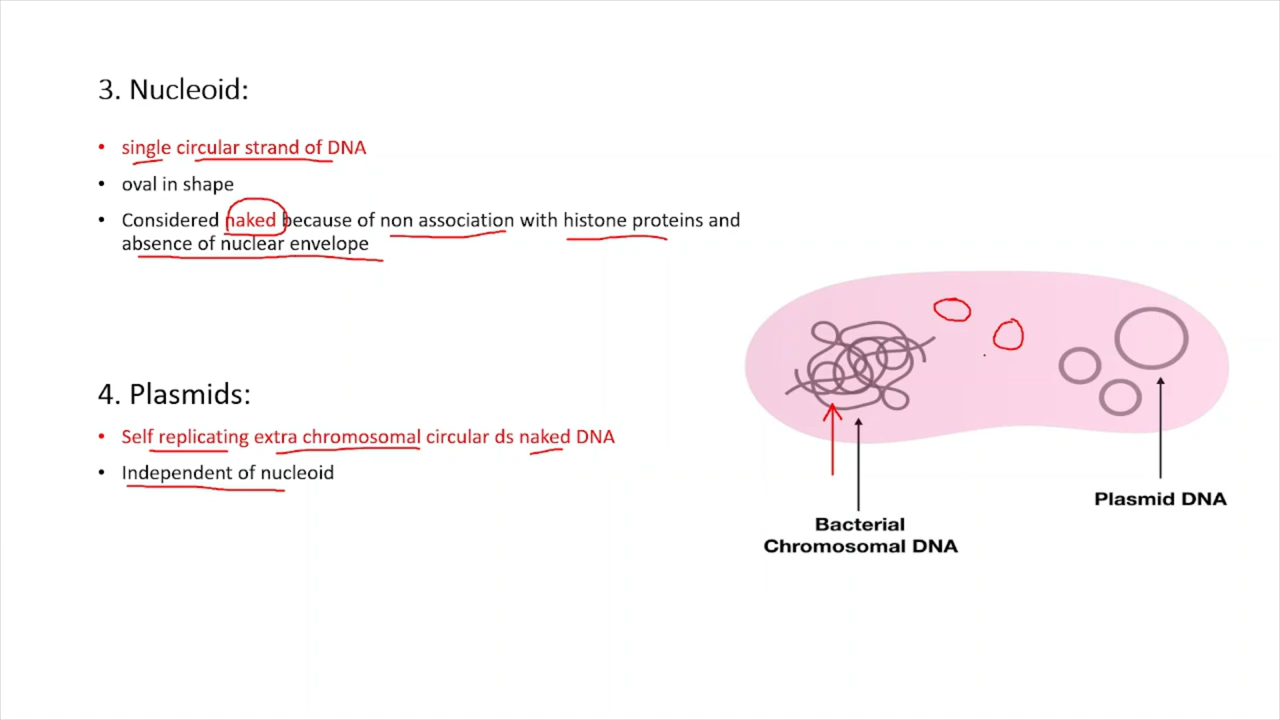 3. Nucleoid:
• single circular strand of DNA
• oval in shape
• Considered naked because of non association with histone proteins and
absence of nuclear envelope
4. Plasmids:
• Self replicating extra chromosomal circular ds naked DNA
• Independent of nucleoid
Plasmid DNA
Bacterial
Chromosomal DNA